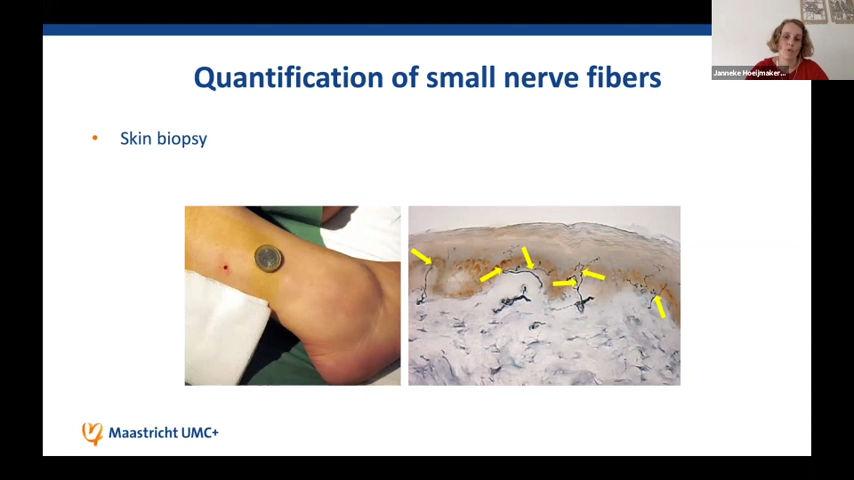 Quantification of small nerve fibers
Janneke Hoeijmaker...
• Skin biopsy
Maastricht UMC+